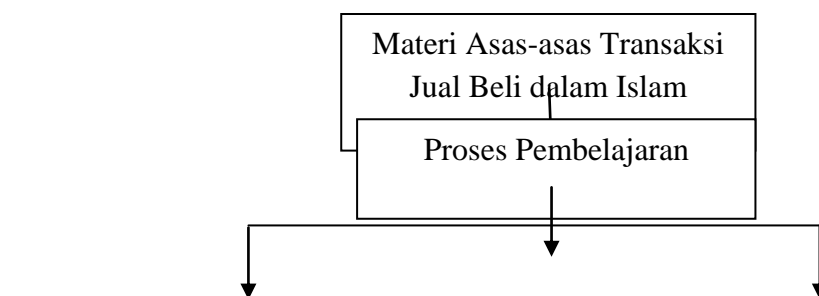 Materi Asas-asas Transaksi
Jual Beli dalam Islam
Proses Pembelajaran